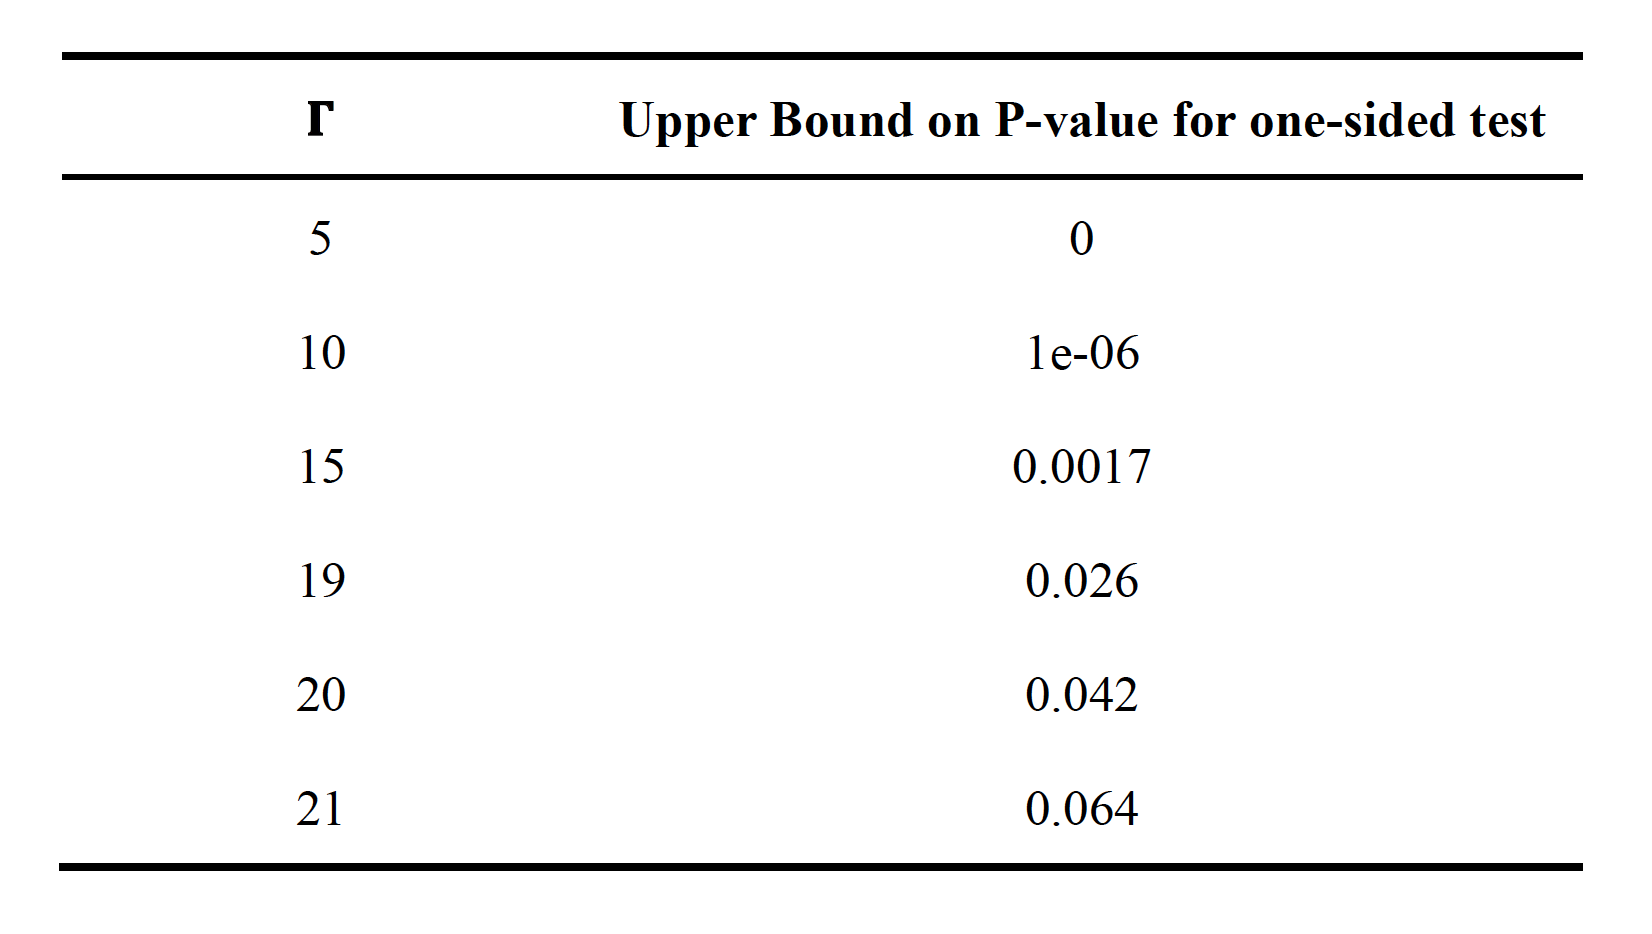 Γ Upper Bound on P-value for one-sided test
5 0
10 1e-06
15 0.0017
19 0.026
20 0.042
21 0.064